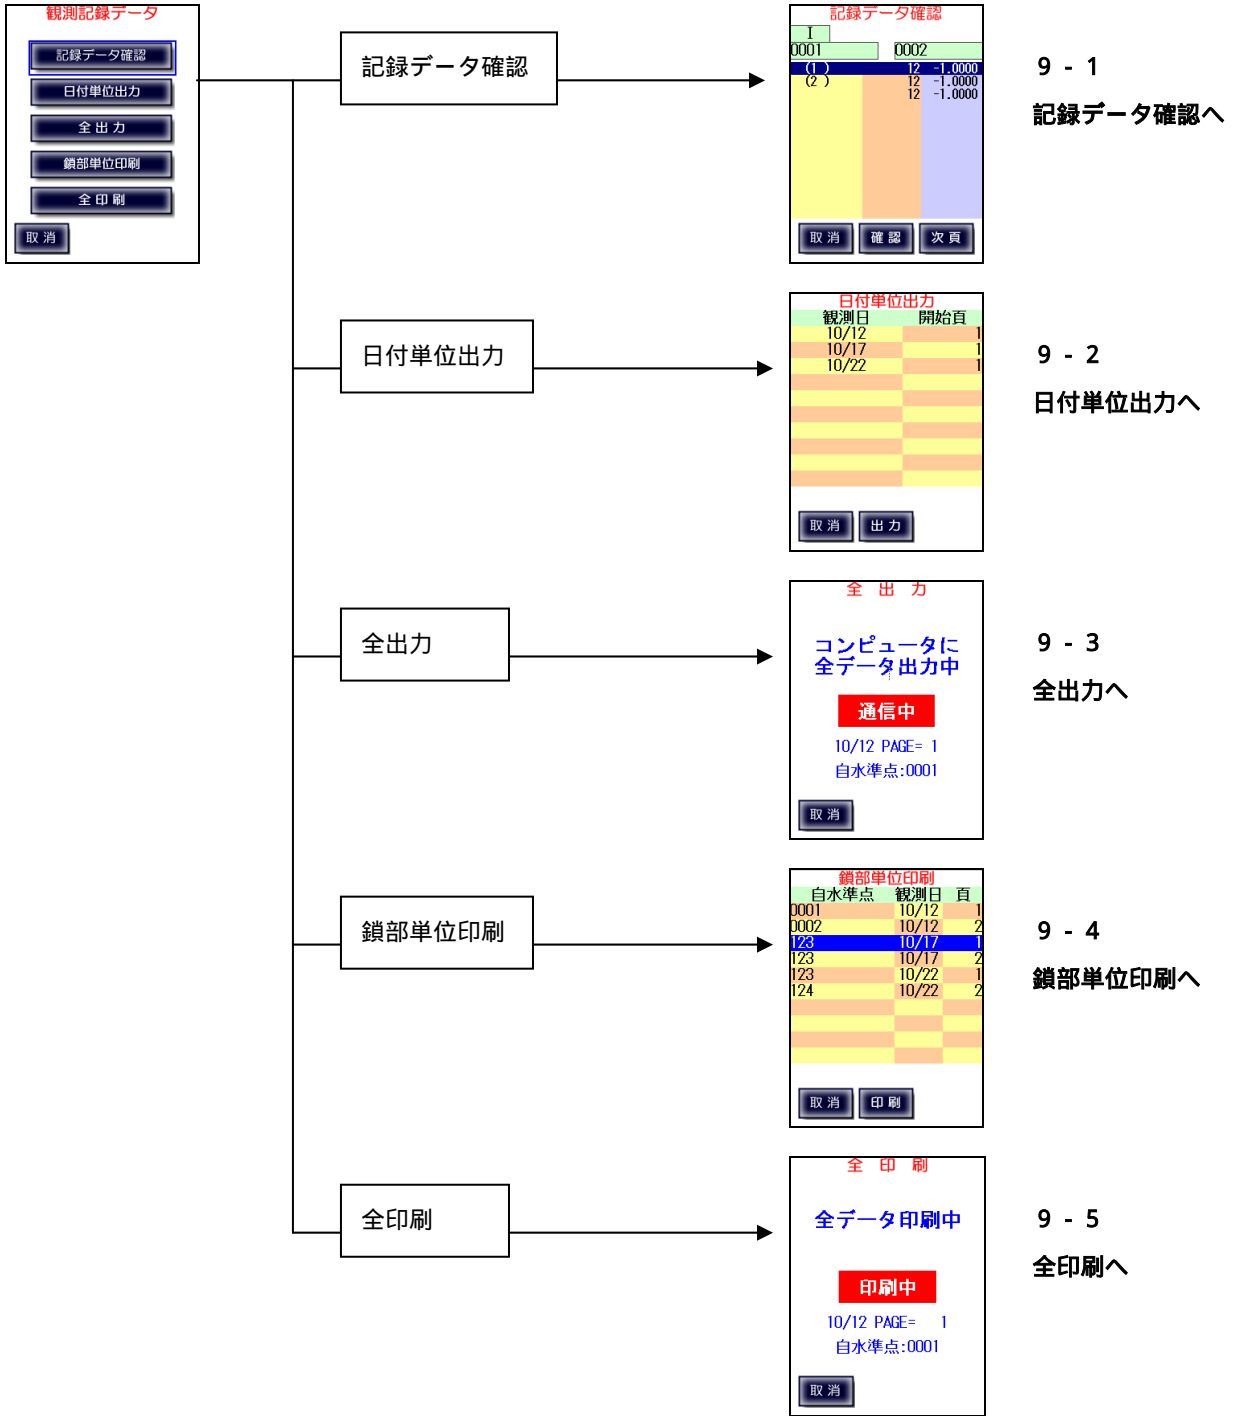 観測記録データ
記録データ確認
日付単位出力
全出力
鎖部単位印刷
全印刷
取消
記録データ確認
記録データ確認
I
0001 0002
(1 ) 12 -1.0000
(2 ) 12 -1.0000
12 -1.0000
取消 確認 次頁
9 - 1
記録データ確認へ
日付単位出力
日付単位出力
観測日 開始頁
10/12 1
10/17 1
10/22 1
取消 出力
9 - 2
日付単位出力へ
全出力
全 出 力
コンピュータに
全データ出力中
通信中
10/12 PAGE= 1
自水準点:0001
取消
9 - 3
全出力へ
鎖部単位印刷
鎖部単位印刷
自水準点 観測日 頁
0001 10/12 1
0002 10/12 2
123 10/17 1
123 10/17 2
123 10/22 1
124 10/22 2
取消 印刷
9 - 4
鎖部単位印刷へ
全印刷
全 印 刷
全データ印刷中
印刷中
10/12 PAGE= 1
自水準点:0001
取消
9 - 5
全印刷へ